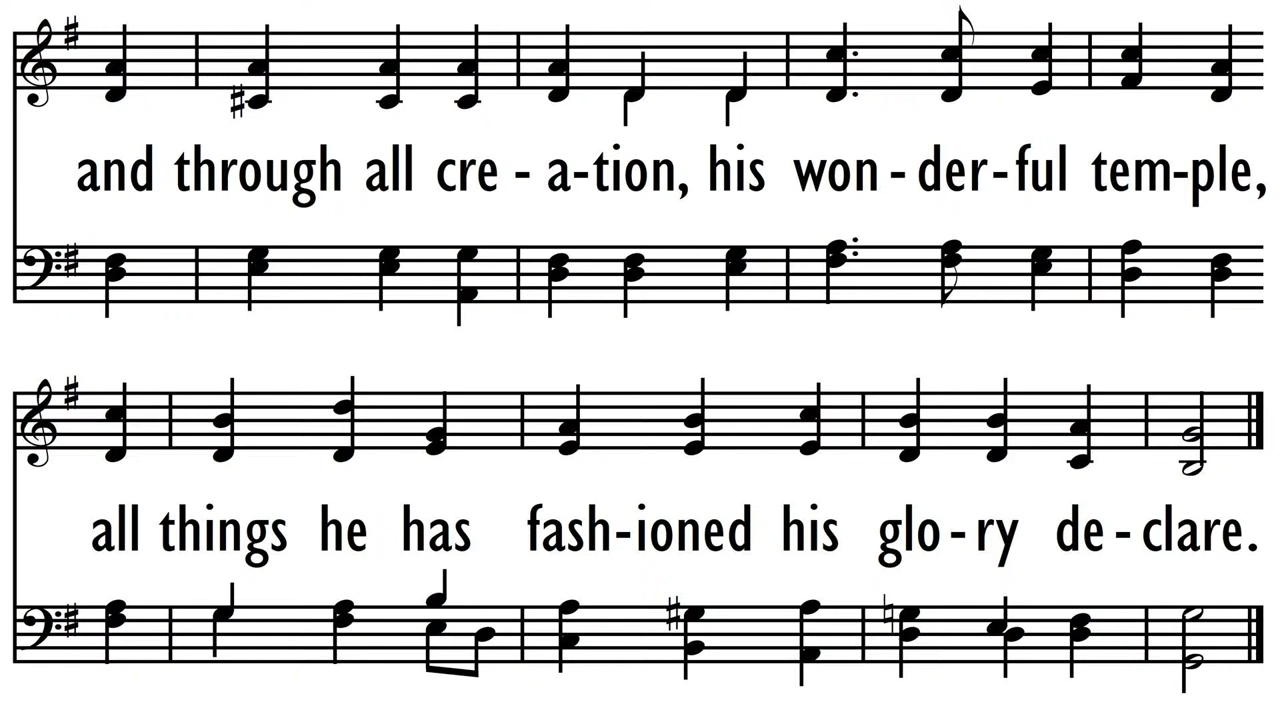 and through all cre - a-tion, his won - der-ful tem-ple,
all things he has fash-ioned his glo - ry de - clare.